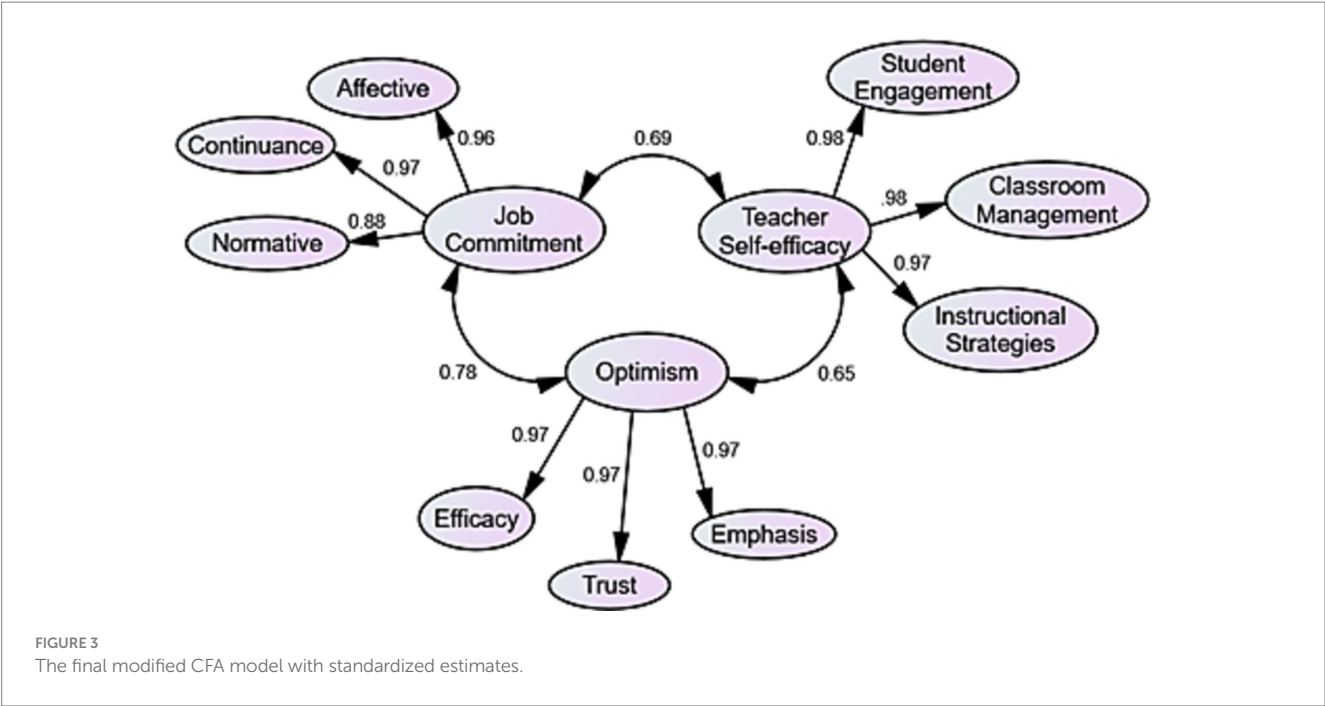 Student
Engagement
Affective
0.96
0.69
0.98
Continuance
0.97
Classroom
Management
.98
Normative
0.88
Job
Commitment
Teacher
Self-efficacy
0.97
Instructional
Strategies
0.78
Optimism
0.65
0.97
0.97
0.97
Efficacy
Emphasis
Trust
FIGURE 3
The final modified CFA model with standardized estimates.